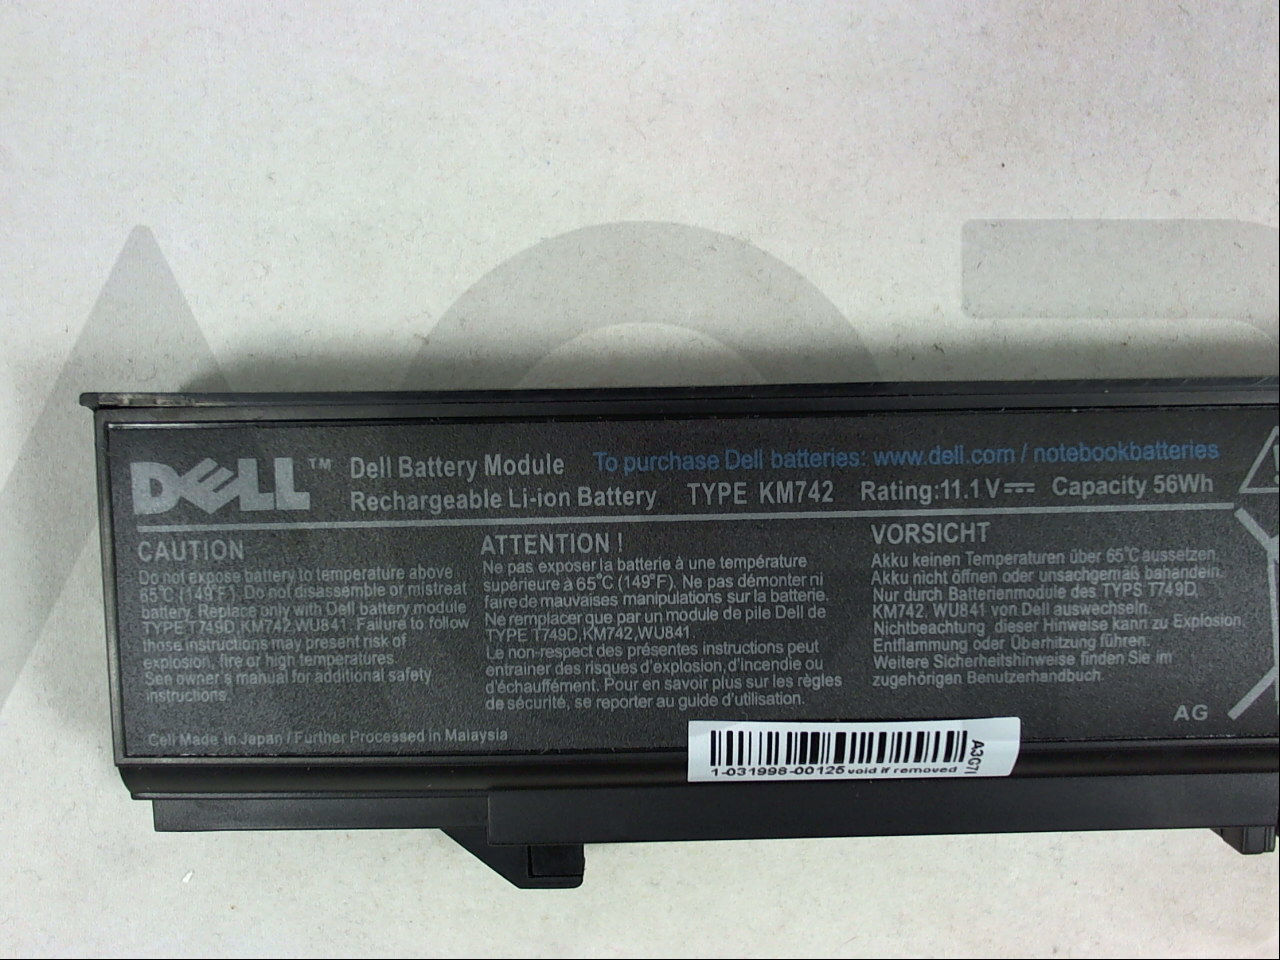 DELL™ Dell Battery Module To purchase Dell batteries: www.dell.com / notebookbatteries
Rechargeable Li-ion Battery TYPE KM742 Rating:11.1V Capacity 56Wh
CAUTION
Do not expose battery to temperature above
65°C (149°F). Do not disassemble or mistreat
battery. Replace only with Dell battery module
TYPE T749D,KM742,WU841. Failure to follow
those instructions may present risk of
explosion, fire or high temperatures.
See owner's manual for additional safety
instructions.
Cell Made in Japan / Further Processed in Malaysia
ATTENTION !
Ne pas exposer la batterie à une température
supérieure à 65°C (149°F). Ne pas démonter ni
faire de mauvaises manipulations sur la batterie.
Ne remplacer que par un module de pile Dell de
TYPE T749D,KM742,WU841.
Le non-respect des présentes instructions peut
entrainer des risques d'explosion, d'incendie ou
d'échauffément. Pour en savoir plus sur les règles
de sécurité, se reporter au guide d'utilisation.
VORSICHT
Akku keinen Temperaturen über 65°C aussetzen.
Akku nicht öffnen oder unsachgemäß bahandeln.
Nur durch Batterienmodule des TYPS T749D,
KM742, WU841 von Dell auswechseln.
Nichtbeachtung dieser Hinweise kann zu Explosion,
Entflammung oder Überhitzung führen.
Weitere Sicherheitshinweise finden Sie im
zugehörigen Benutzerhandbuch.
AG
1-031998-00125 void if removed
A3G7I